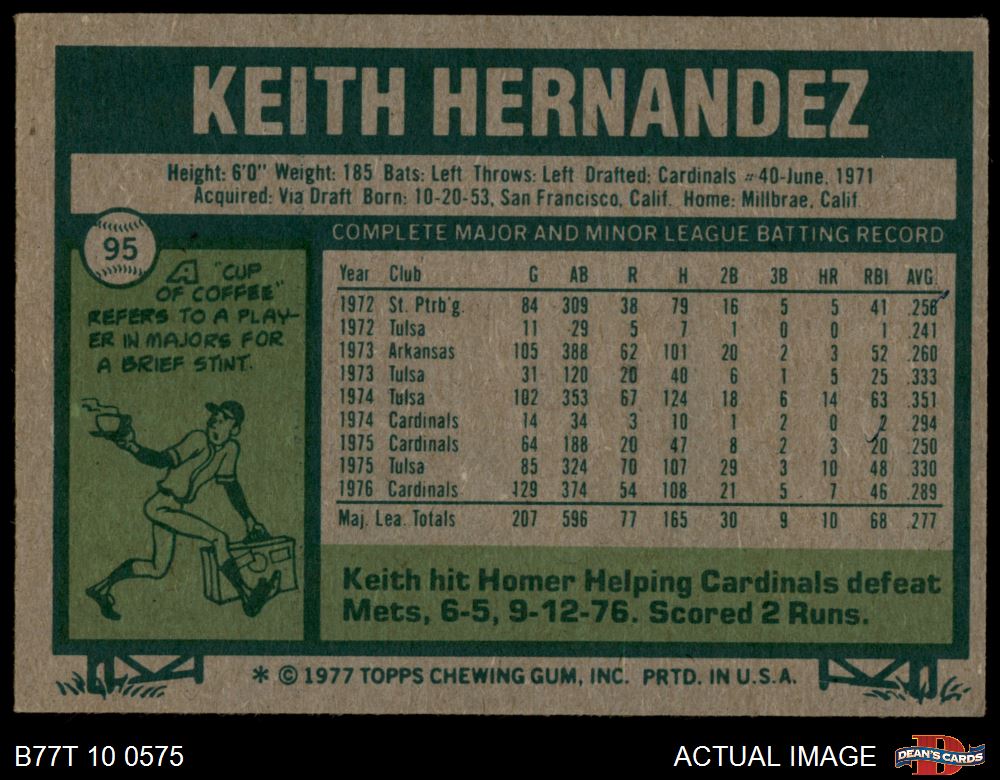 KEITH HERNANDEZ
Height: 6'0" Weight: 185 Bats: Left Throws: Left Drafted: Cardinals #40-June, 1971
Acquired: Via Draft Born: 10-20-53, San Francisco, Calif. Home: Millbrae, Calif.
95
A "CUP
OF COFFEE"
REFERS TO A PLAY-
ER IN MAJORS FOR
A BRIEF STINT.
COMPLETE MAJOR AND MINOR LEAGUE BATTING RECORD
Year Club G AB R H 2B 3B HR RBI AVG.
1972 St. Ptrb'g. 84 309 38 79 16 5 5 41 .256
1972 Tulsa 11 29 5 7 1 0 0 1 .241
1973 Arkansas 105 388 62 101 20 2 3 52 .260
1973 Tulsa 31 120 20 40 6 1 5 25 .333
1974 Tulsa 102 353 67 124 18 6 14 63 .351
1974 Cardinals 14 34 3 10 1 2 0 2 .294
1975 Cardinals 64 188 20 47 8 2 3 20 .250
1975 Tulsa 85 324 70 107 29 3 10 48 .330
1976 Cardinals 129 374 54 108 21 5 7 46 .289
Maj. Lea. Totals 207 596 77 165 30 9 10 68 .277
Keith hit Homer Helping Cardinals defeat
Mets, 6-5, 9-12-76. Scored 2 Runs.
* © 1977 TOPPS CHEWING GUM, INC. PRTD. IN U.S.A.
B77T 10 0575
ACTUAL IMAGE
DEAN'S CARDS